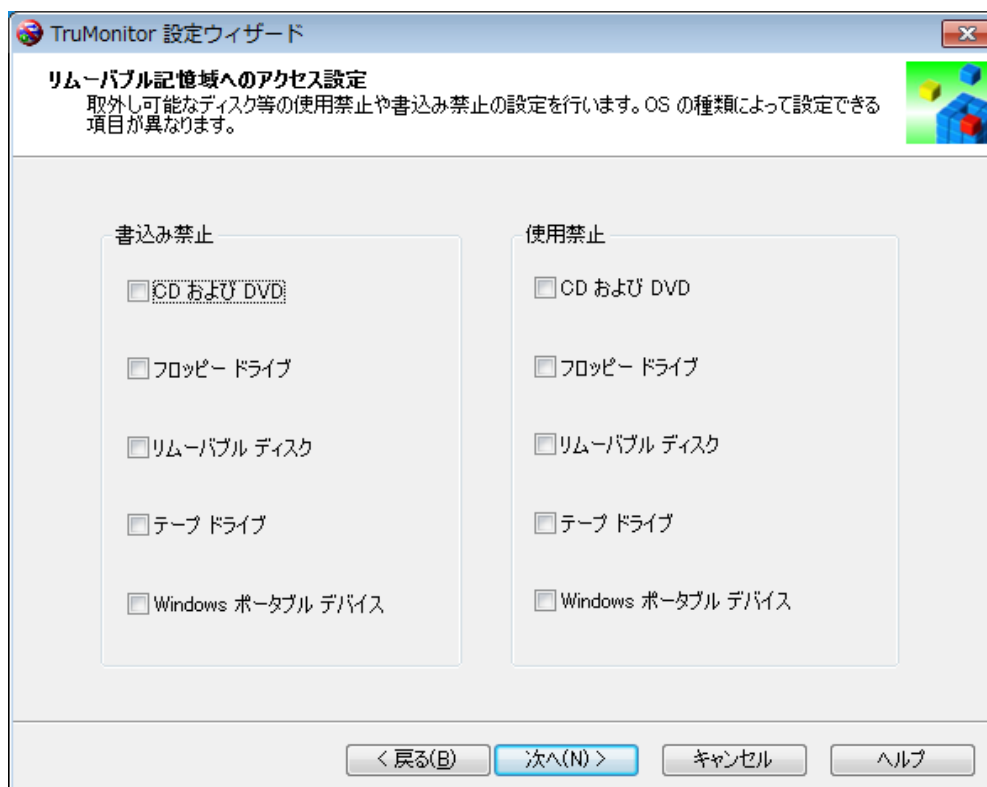 TruMonitor 設定ウィザード
リムーバブル記憶域へのアクセス設定
取外し可能なディスク等の使用禁止や書込み禁止の設定を行います。OS の種類によって設定できる
項目が異なります。
書込み禁止
CD および DVD
フロッピー ドライブ
リムーバブル ディスク
テープ ドライブ
Windows ポータブル デバイス
使用禁止
CD および DVD
フロッピー ドライブ
リムーバブル ディスク
テープ ドライブ
Windows ポータブル デバイス
< 戻る(B)
次へ(N) >
キャンセル
ヘルプ